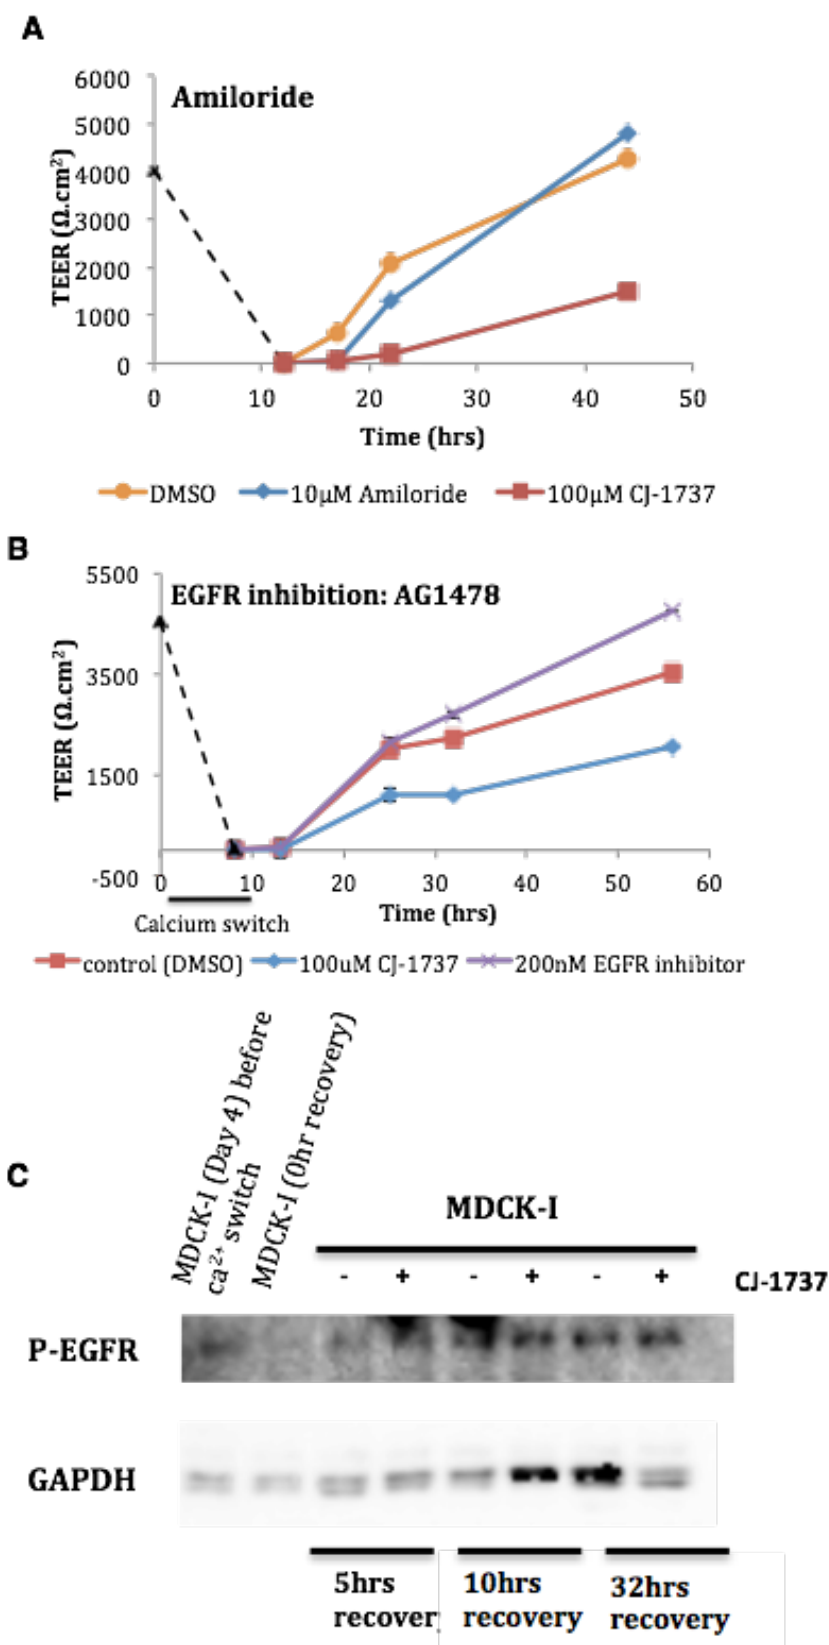 A
Amiloride
TEER (Ω.cm²)
6000
5000
4000
3000
2000
1000
0
0 10 20 30 40 50
Time (hrs)
DMSO 10µM Amiloride 100µM CJ-1737
B
EGFR inhibition: AG1478
TEER (Ω.cm²)
5500
3500
1500
-500
0 10 20 30 40 50 60
Calcium switch
Time (hrs)
control (DMSO) 100uM CJ-1737 200nM EGFR inhibitor
C
MDCK-I (Day 4) before
ca²⁺ switch
MDCK-I (0hr recovery)
MDCK-I
- + - + - + CJ-1737
P-EGFR
GAPDH
5hrs
recover
10hrs
recovery
32hrs
recovery